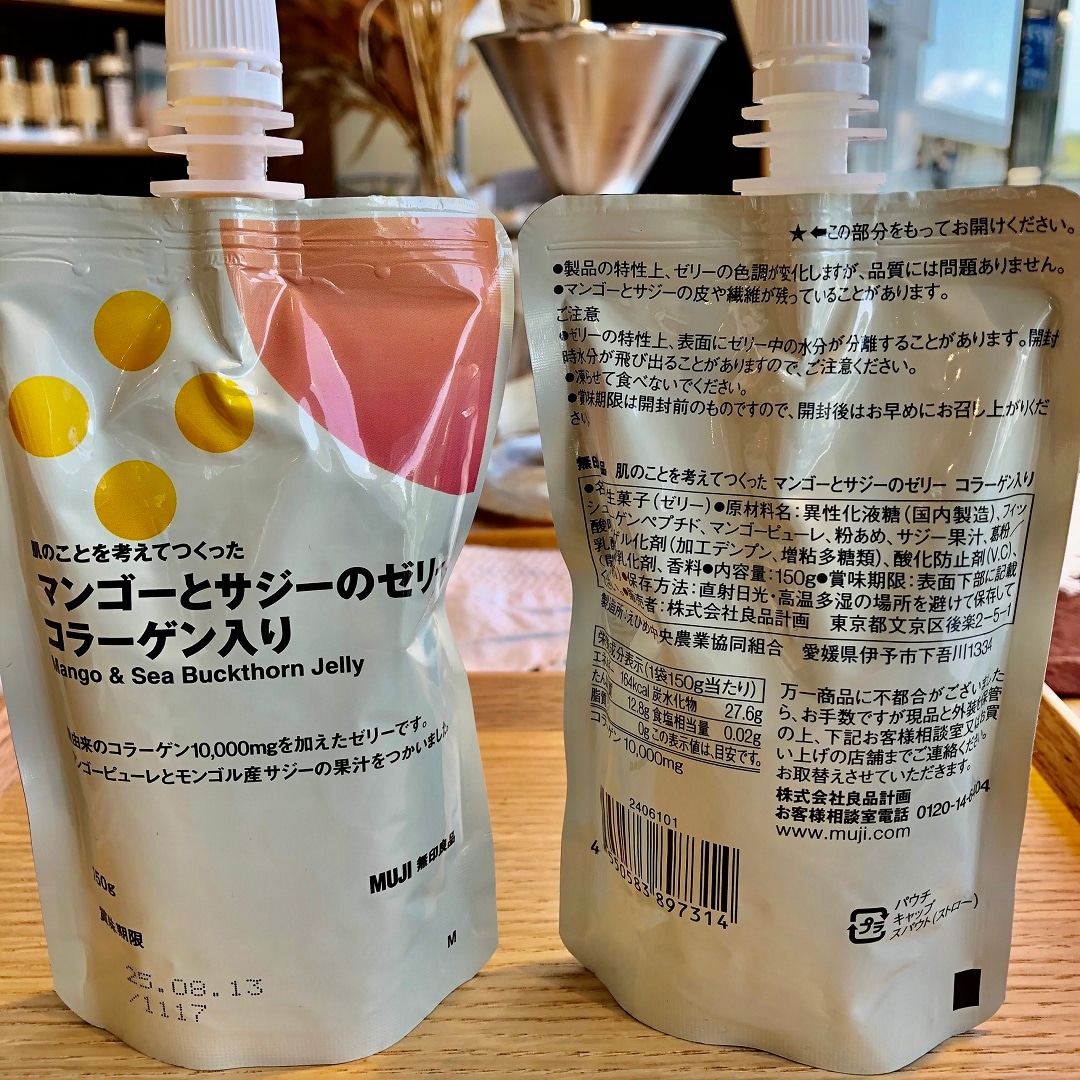 肌のことを考えてつくった
マンゴーとサジーのゼリー
コラーゲン入り
Mango & Sea Buckthorn Jelly
由来のコラーゲン10,000mgを加えたゼリーです。
ンゴーピューレとモンゴル産サジーの果汁をつかいました
150g
MUJI 無印良品
賞味期限
M
25.08.13
/1117
★←この部分をもってお開けください。
●製品の特性上、ゼリーの色調が変化しますが、品質には問題ありません。
●マンゴーとサジーの皮や繊維が残っていることがあります。
ご注意
●ゼリーの特性上、表面にゼリー中の水分が分離することがあります。開封
時水分が飛び出ることがありますので、ご注意ください。
●凍らせて食べないでください。
●賞味期限は開封前のものですので、開封後はお早めにお召し上がりくだ
さい。
肌のことを考えてつくった マンゴーとサジーのゼリー コラーゲン入り
生菓子(ゼリー)●原材料名:異性化液糖(国内製造)、フィッ
シュ ゲンペプチド、マンゴーピューレ、粉あめ、サジー果汁、葛粉/
ゲル化剤(加工デンプン、増粘多糖類)、酸化防止剤(V.C)、
乳 乳化剤、香料●内容量:150g●賞味期限:表面下部に記載
●保存方法:直射日光・高温多湿の場所を避けて保存して
者:株式会社良品計画 東京都文京区後楽2-5-1
製造所:えひめ中央農業協同組合 愛媛県伊予市下吾川1334
栄養成分表示(1袋150g当たり)
164kcal 炭水化物 27.6g
12.8g 食塩相当量 0.02g
脂質 0g この表示値は、目安です。
コラーゲン 10,000mg
万一商品に不都合がございました
ら、お手数ですが現品と外装を保管
の上、下記お客様相談室又はお買
い上げの店舗までご連絡ください。
お取替えさせていただきます。
株式会社良品計画
お客様相談室電話 0120-14-6404
www.muji.com
2406101
4 550583 897314
プラ
パウチ
キャップ
スパウト(ストロー)